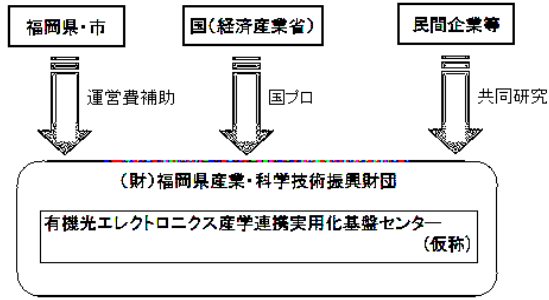 福岡県・市
国(経済産業省)
民間企業等
運営費補助
国プロ
共同研究
(財)福岡県産業・科学技術振興財団
有機光エレクトロニクス産学連携実用化基盤センター
(仮称)